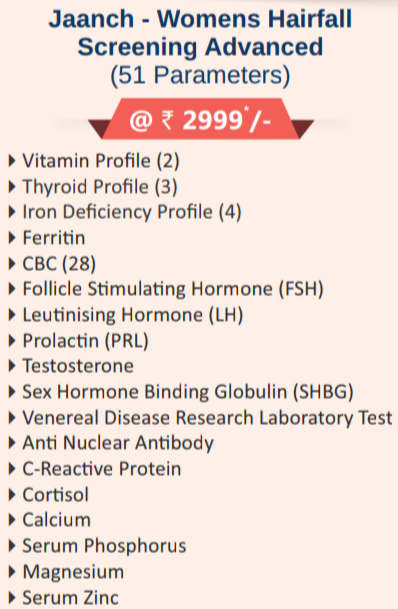 Jaanch - Womens Hairfall
Screening Advanced
(51 Parameters)
@ ₹ 2999*/-
Vitamin Profile (2)
Thyroid Profile (3)
Iron Deficiency Profile (4)
Ferritin
CBC (28)
Follicle Stimulating Hormone (FSH)
Leutinising Hormone (LH)
Prolactin (PRL)
Testosterone
Sex Hormone Binding Globulin (SHBG)
Venereal Disease Research Laboratory Test
Anti Nuclear Antibody
C-Reactive Protein
Cortisol
Calcium
Serum Phosphorus
Magnesium
Serum Zinc